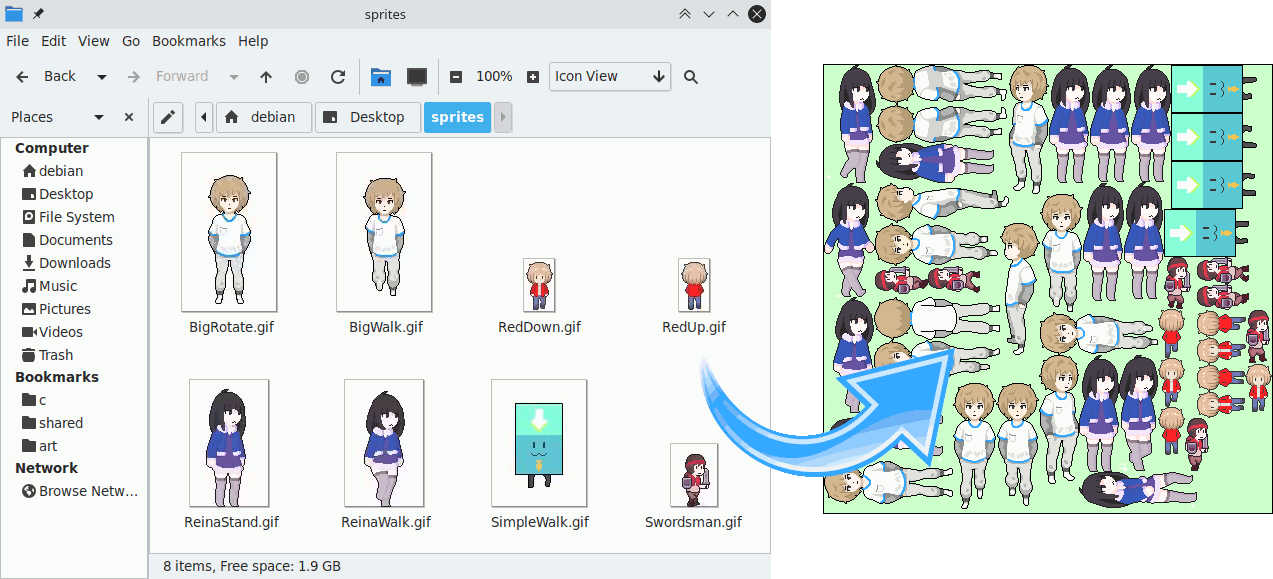 sprites
File Edit View Go Bookmarks Help
Back Forward 100% Icon View
Places debian Desktop sprites
Computer
debian
Desktop
File System
Documents
Downloads
Music
Pictures
Videos
Trash
Bookmarks
c
shared
art
Network
Browse Netw...
BigRotate.gif BigWalk.gif RedDown.gif RedUp.gif
ReinaStand.gif ReinaWalk.gif SimpleWalk.gif Swordsman.gif
8 items, Free space: 1.9 GB